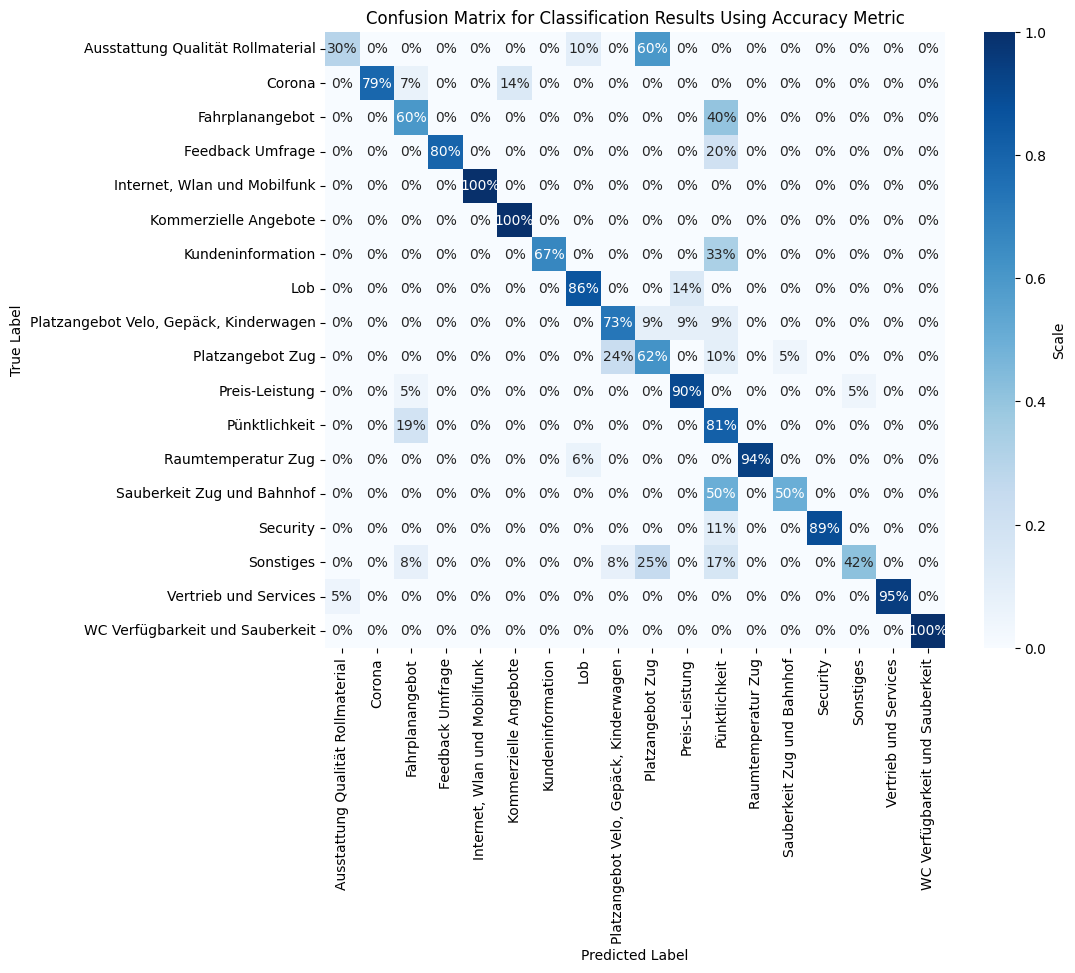 Confusion Matrix for Classification Results Using Accuracy Metric
Ausstattung Qualität Rollmaterial 30% 0% 0% 0% 0% 0% 0% 10% 0% 60% 0% 0% 0% 0% 0% 0% 0% 0%
Corona 0% 79% 7% 0% 0% 14% 0% 0% 0% 0% 0% 0% 0% 0% 0% 0% 0% 0%
Fahrplanangebot 0% 0% 60% 0% 0% 0% 0% 0% 0% 0% 0% 40% 0% 0% 0% 0% 0% 0%
Feedback Umfrage 0% 0% 0% 80% 0% 0% 0% 0% 0% 0% 0% 20% 0% 0% 0% 0% 0% 0%
Internet, Wlan und Mobilfunk 0% 0% 0% 0% 100% 0% 0% 0% 0% 0% 0% 0% 0% 0% 0% 0% 0% 0%
Kommerzielle Angebote 0% 0% 0% 0% 0% 100% 0% 0% 0% 0% 0% 0% 0% 0% 0% 0% 0% 0%
Kundeninformation 0% 0% 0% 0% 0% 0% 67% 0% 0% 0% 0% 33% 0% 0% 0% 0% 0% 0%
Lob 0% 0% 0% 0% 0% 0% 0% 86% 0% 0% 14% 0% 0% 0% 0% 0% 0% 0%
Platzangebot Velo, Gepäck, Kinderwagen 0% 0% 0% 0% 0% 0% 0% 0% 73% 9% 9% 9% 0% 0% 0% 0% 0% 0%
Platzangebot Zug 0% 0% 0% 0% 0% 0% 0% 0% 24% 62% 0% 10% 0% 5% 0% 0% 0% 0%
Preis-Leistung 0% 0% 5% 0% 0% 0% 0% 0% 0% 0% 90% 0% 0% 0% 0% 5% 0% 0%
Pünktlichkeit 0% 0% 19% 0% 0% 0% 0% 0% 0% 0% 0% 81% 0% 0% 0% 0% 0% 0%
Raumtemperatur Zug 0% 0% 0% 0% 0% 0% 0% 6% 0% 0% 0% 0% 94% 0% 0% 0% 0% 0%
Sauberkeit Zug und Bahnhof 0% 0% 0% 0% 0% 0% 0% 0% 0% 0% 0% 50% 0% 50% 0% 0% 0% 0%
Security 0% 0% 0% 0% 0% 0% 0% 0% 0% 0% 0% 11% 0% 0% 89% 0% 0% 0%
Sonstiges 0% 0% 8% 0% 0% 0% 0% 0% 8% 25% 0% 17% 0% 0% 0% 42% 0% 0%
Vertrieb und Services 5% 0% 0% 0% 0% 0% 0% 0% 0% 0% 0% 0% 0% 0% 0% 0% 95% 0%
WC Verfügbarkeit und Sauberkeit 0% 0% 0% 0% 0% 0% 0% 0% 0% 0% 0% 0% 0% 0% 0% 0% 0% 100%
True Label
Ausstattung Qualität Rollmaterial
Corona
Fahrplanangebot
Feedback Umfrage
Internet, Wlan und Mobilfunk
Kommerzielle Angebote
Kundeninformation
Lob
Platzangebot Velo, Gepäck, Kinderwagen
Platzangebot Zug
Preis-Leistung
Pünktlichkeit
Raumtemperatur Zug
Sauberkeit Zug und Bahnhof
Security
Sonstiges
Vertrieb und Services
WC Verfügbarkeit und Sauberkeit
Predicted Label
1.0
0.8
0.6
0.4
0.2
0.0
Scale